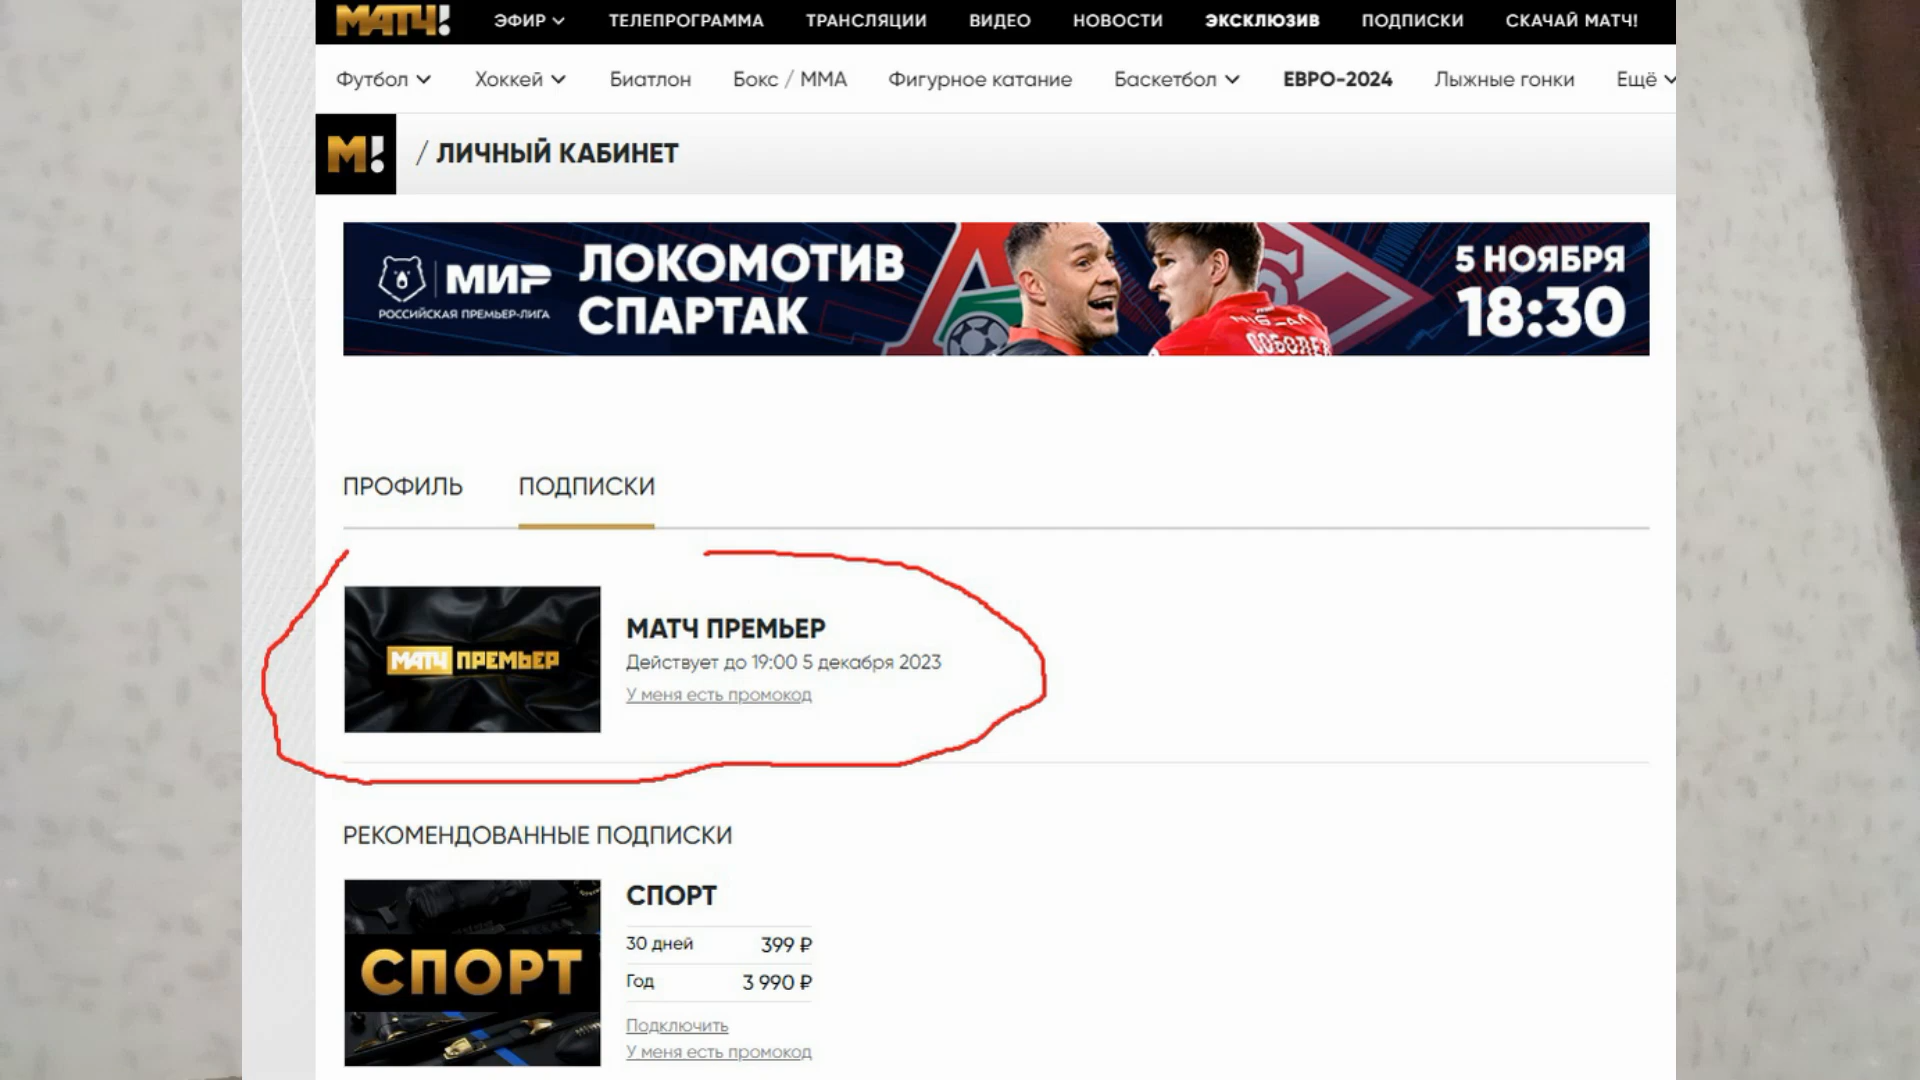 МАТЧ!
ЭФИР ТЕЛЕПРОГРАММА ТРАНСЛЯЦИИ ВИДЕО НОВОСТИ ЭКСКЛЮЗИВ ПОДПИСКИ СКАЧАЙ МАТЧ!
Футбол Хоккей Биатлон Бокс / ММА Фигурное катание Баскетбол ЕВРО-2024 Лыжные гонки Ещё
М! / ЛИЧНЫЙ КАБИНЕТ
МИР
РОССИЙСКАЯ ПРЕМЬЕР-ЛИГА
ЛОКОМОТИВ
СПАРТАК
СОБОЛЕВ
5 НОЯБРЯ
18:30
ПРОФИЛЬ ПОДПИСКИ
МАТЧ ПРЕМЬЕР
МАТЧ ПРЕМЬЕР
Действует до 19:00 5 декабря 2023
У меня есть промокод
РЕКОМЕНДОВАННЫЕ ПОДПИСКИ
СПОРТ
СПОРТ
30 дней 399 ₽
Год 3 990 ₽
Подключить
У меня есть промокод